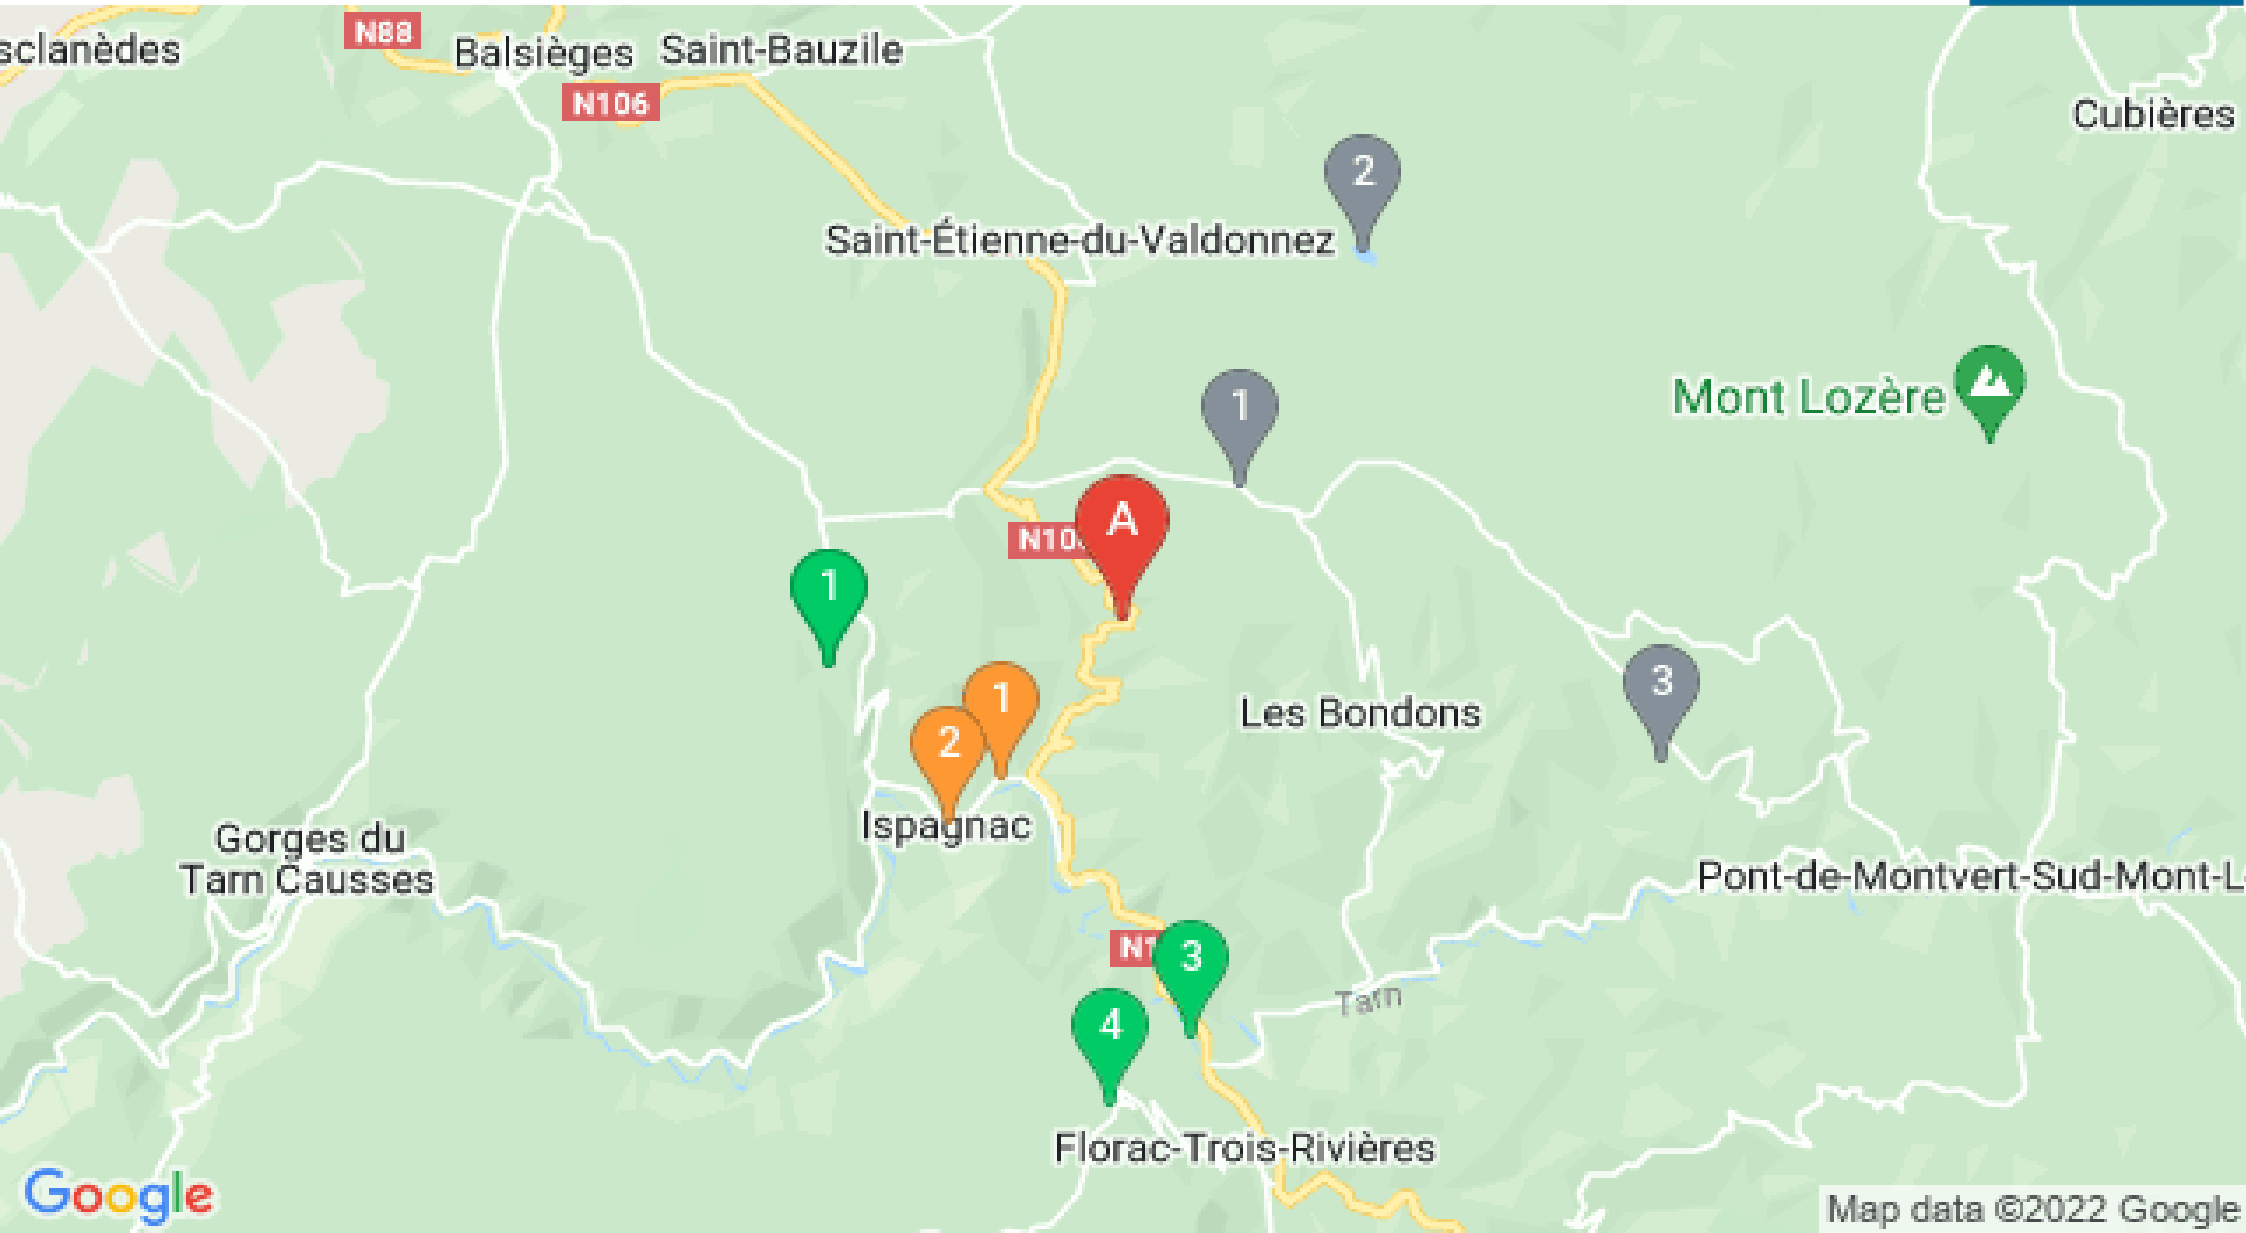 sclanèdes
N88
Balsièges
Saint-Bauzile
N106
Cubières
2
Saint-Étienne-du-Valdonnez
1
Mont Lozère
A
N10
1
3
1
2
Les Bondons
Ispagnac
Gorges du
Tarn Causses
Pont-de-Montvert-Sud-Mont-L
N1
3
Tarn
4
Florac-Trois-Rivières
Google
Map data ©2022 Google